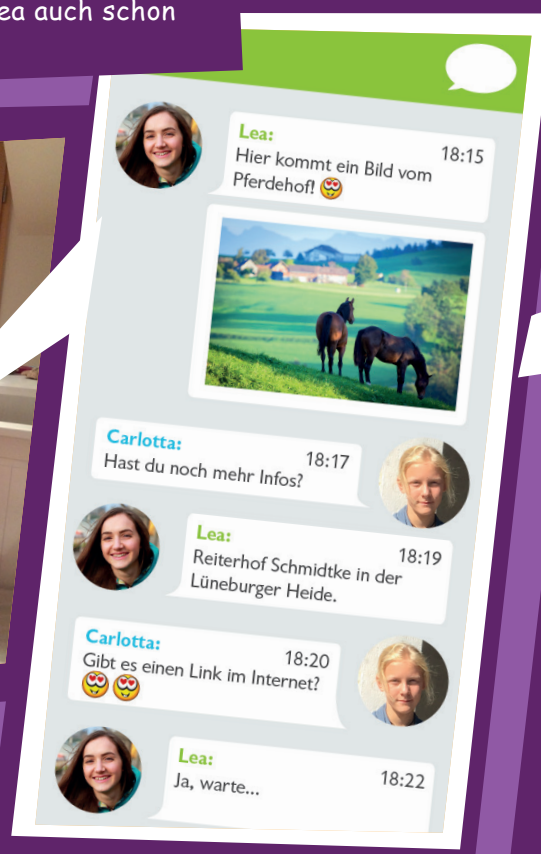 ea auch schon
Lea:
18:15
Hier kommt ein Bild vom
Pferdehof!
Carlotta:
18:17
Hast du noch mehr Infos?
Lea:
18:19
Reiterhof Schmidtke in der
Lüneburger Heide.
Carlotta:
18:20
Gibt es einen Link im Internet?
Lea:
18:22
Ja, warte...